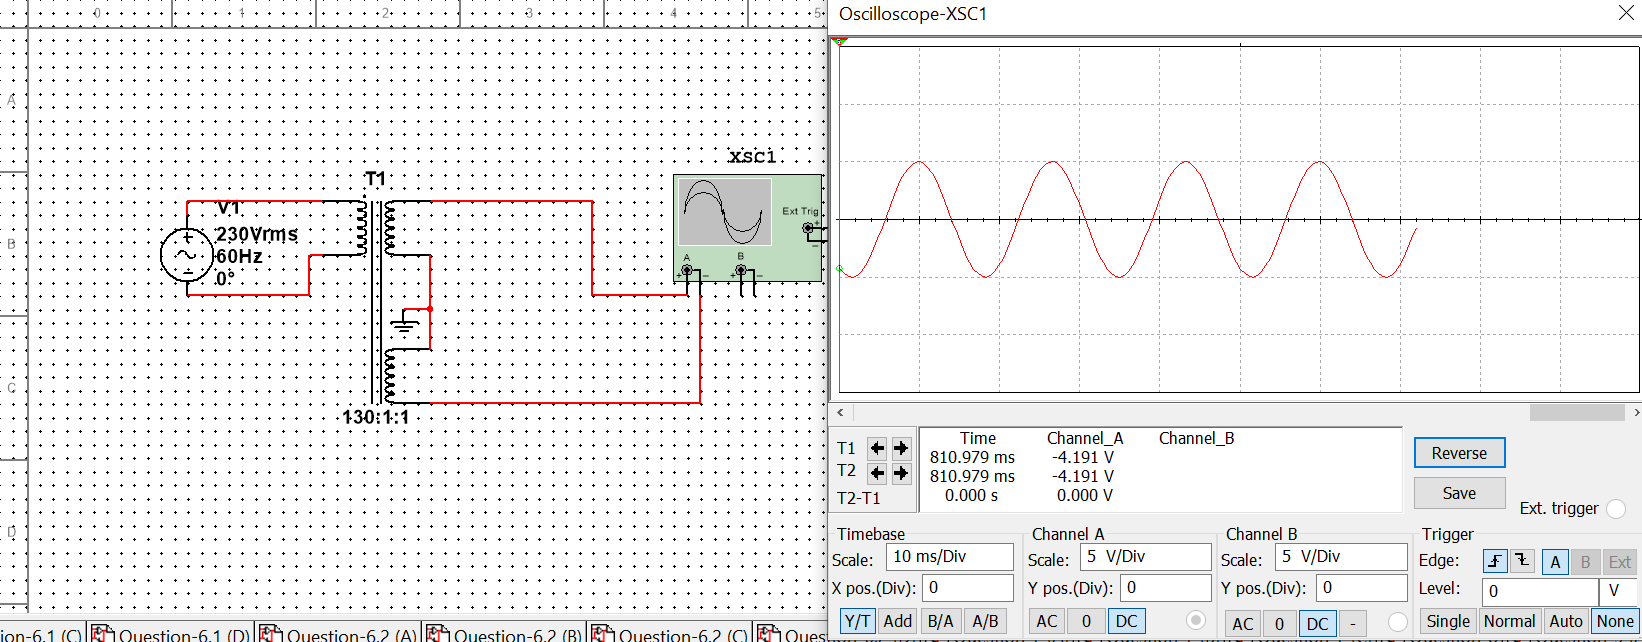 0 1 2 3 4 5
A
B
C
D
V1
230Vrms
60Hz
0°
T1
130:1:1
XSC1
Ext Trig
+
−
A
B
+ − + −
Question-6.1 (C) Question-6.1 (D) Question-6.2 (A) Question-6.2 (B) Question-6.2 (C)
Oscilloscope-XSC1
Time Channel_A Channel_B
T1 810.979 ms -4.191 V
T2 810.979 ms -4.191 V
T2-T1 0.000 s 0.000 V
Reverse
Save
Ext. trigger
Timebase
Scale: 10 ms/Div
X pos.(Div): 0
Y/T Add B/A A/B
Channel A
Scale: 5 V/Div
Y pos.(Div): 0
AC 0 DC
Channel B
Scale: 5 V/Div
Y pos.(Div): 0
AC 0 DC -
Trigger
Edge: A B Ext
Level: 0 V
Single Normal Auto None